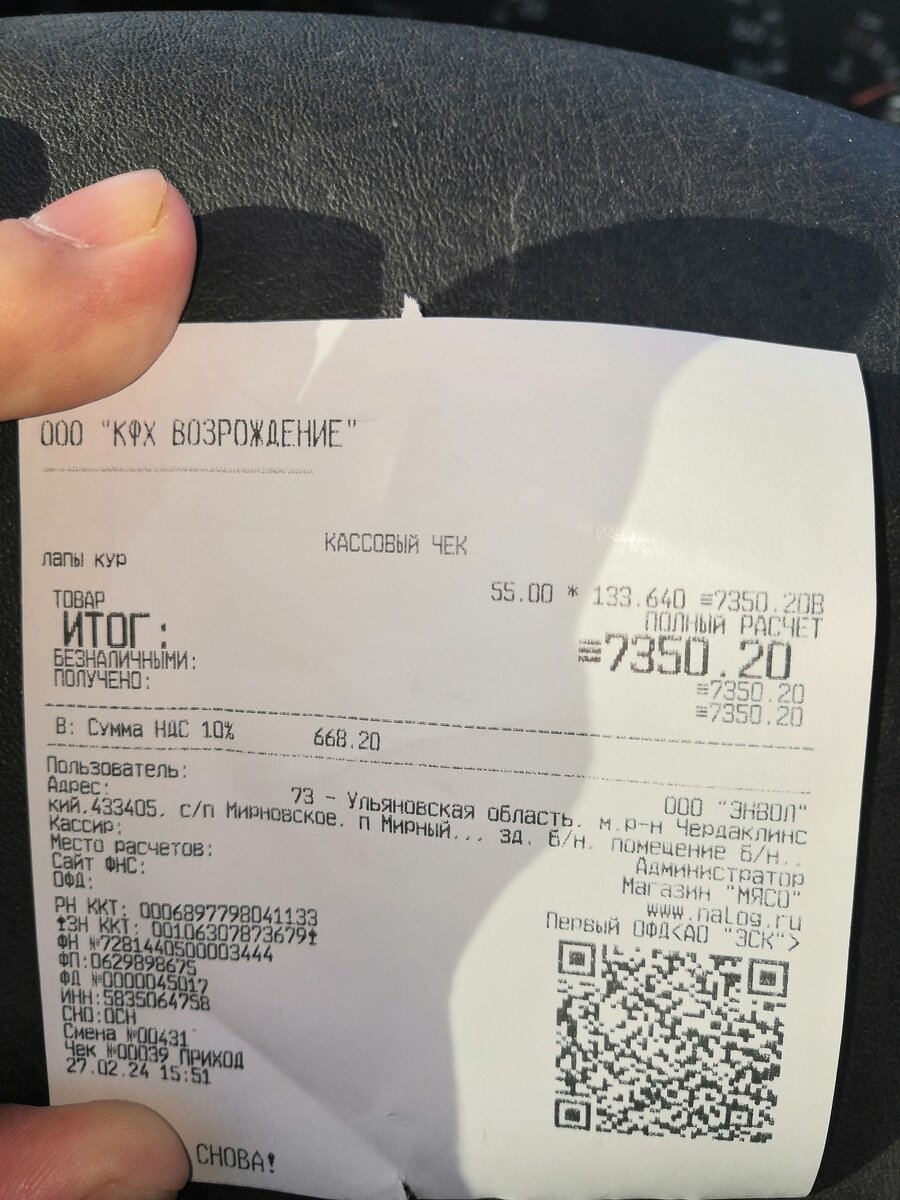 ООО "КФХ ВОЗРОЖДЕНИЕ"
КАССОВЫЙ ЧЕК
лапы кур
55.00 * 133.640 =7350.20В
ТОВАР ПОЛНЫЙ РАСЧЕТ
ИТОГ: =7350.20
БЕЗНАЛИЧНЫМИ: =7350.20
ПОЛУЧЕНО: =7350.20
В: Сумма НДС 10% 668.20
Пользователь: ООО "ЭНВОЛ"
Адрес: 73 - Ульяновская область, м.р-н Чердаклинс
кий,433405, с/п Мирновское, п Мирный,,, зд. б/н, помещение б/н,,
Кассир: Администратор
Место расчетов: Магазин "МЯСО"
Сайт ФНС: www.nalog.ru
ОФД: Первый ОФД<АО "ЭСК">
РН ККТ: 0006897798041133
ЗН ККТ: 00106307873679
ФН №7281440500003444
ФП:0629898675
ФД №0000045017
ИНН:5835064758
СНО:ОСН
Смена №00431
Чек №00039 ПРИХОД
27.02.24 15:51
СНОВА!